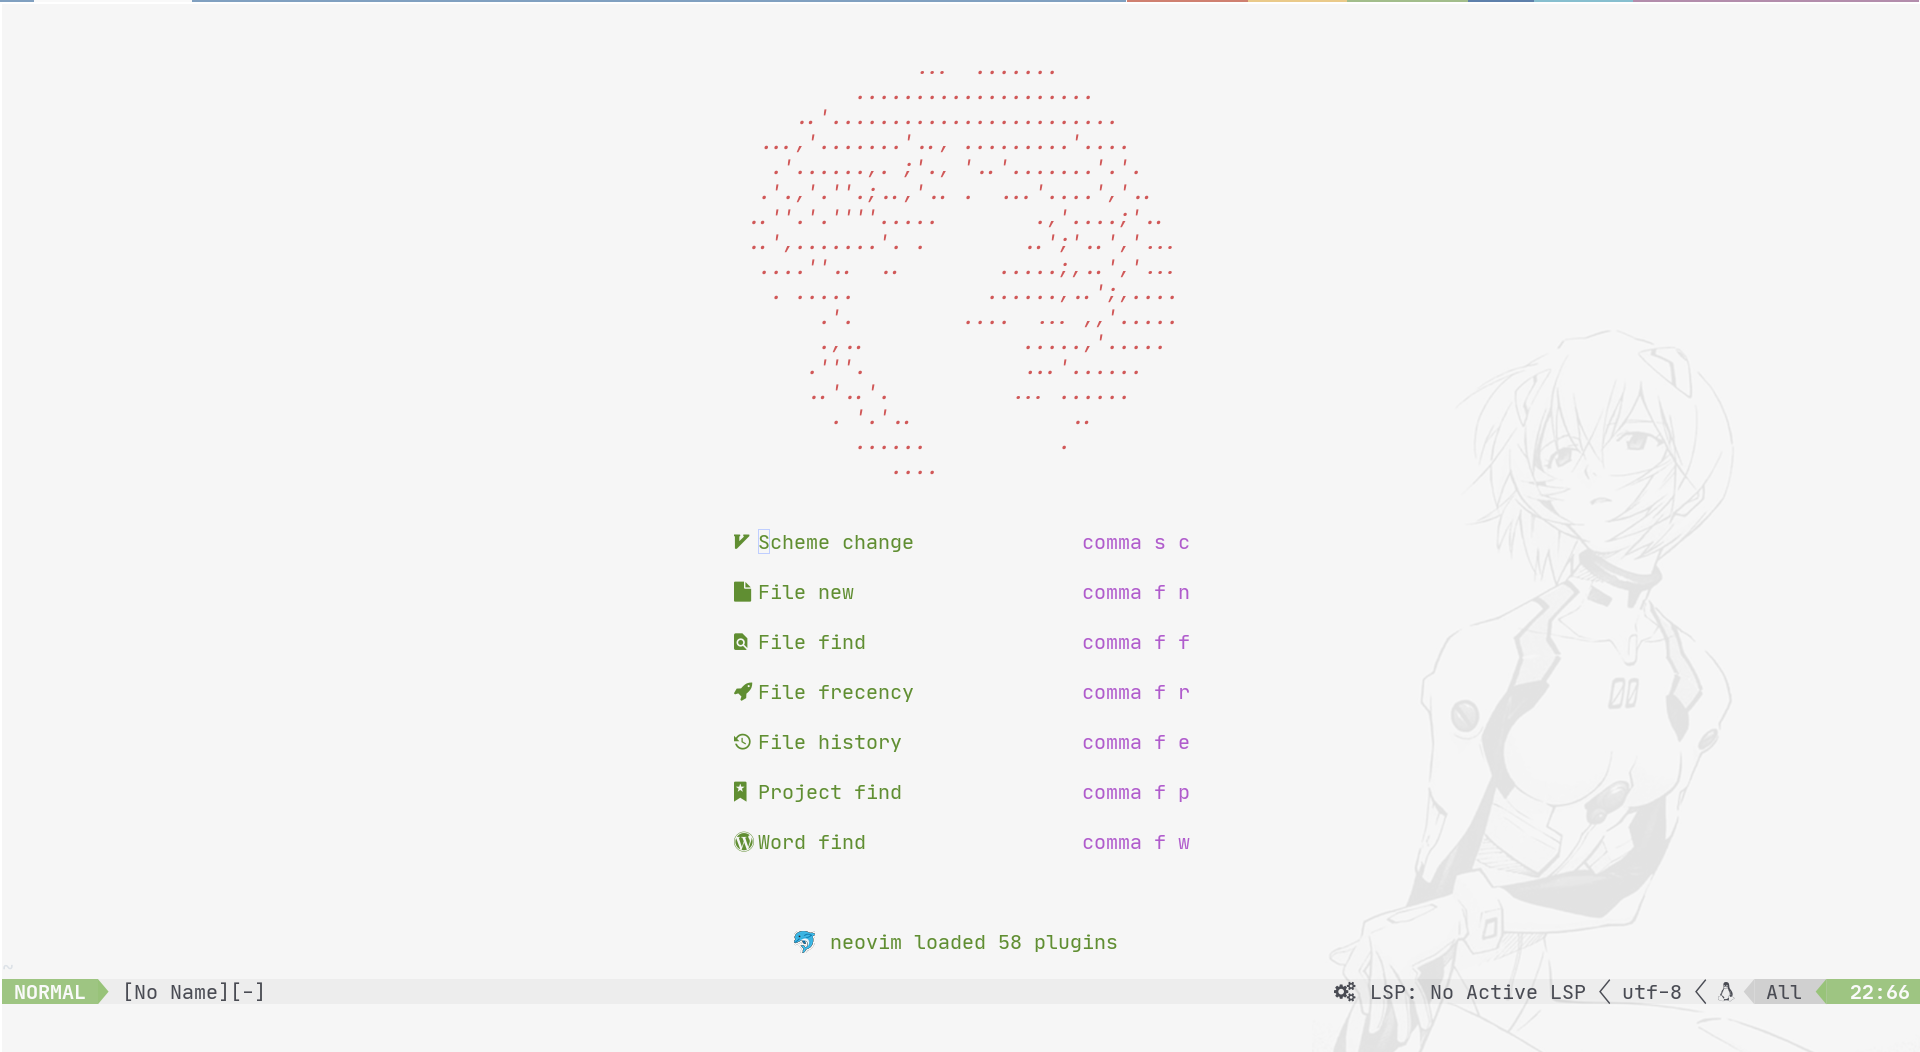 Scheme change comma s c
File new comma f n
File find comma f f
File frecency comma f r
File history comma f e
Project find comma f p
Word find comma f w
neovim loaded 58 plugins
~
NORMAL [No Name][-] LSP: No Active LSP utf-8 All 22:66
00